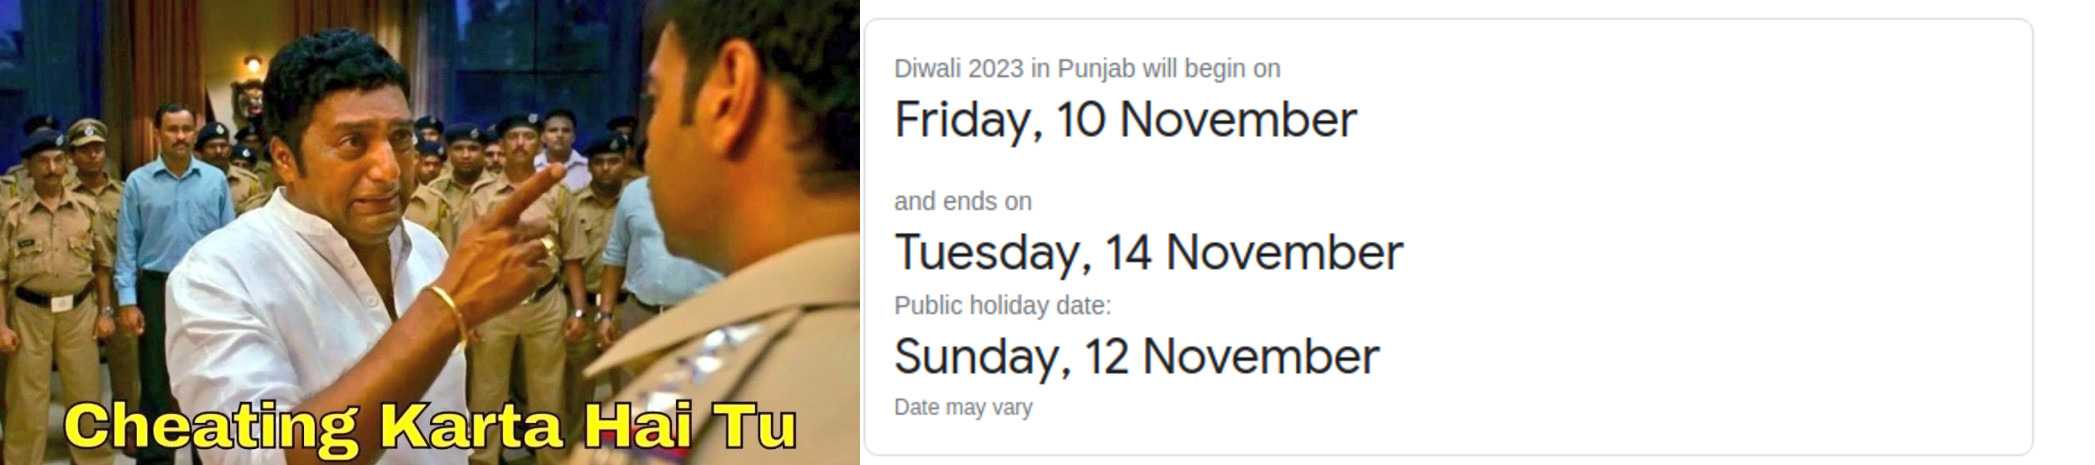 Cheating Karta Hai Tu
Diwali 2023 in Punjab will begin on
Friday, 10 November
and ends on
Tuesday, 14 November
Public holiday date:
Sunday, 12 November
Date may vary